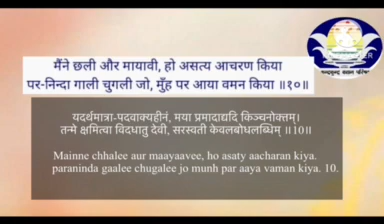 मैंने छली और मायावी, हो असत्य आचरण किया
पर-निन्दा गाली चुगली जो, मुँह पर आया वमन किया ॥१०॥
यदर्थमात्रा-पदवाक्यहीनं, मया प्रमादाद्यदि किञ्चनोक्तम्।
तन्मे क्षमित्वा विदधातु देवी, सरस्वती केवलबोधलब्धिम् ॥10॥
Mainne chhalee aur maayaavee, ho asaty aacharan kiya.
paraninda gaalee chugalee jo munh par aaya vaman kiya. 10.